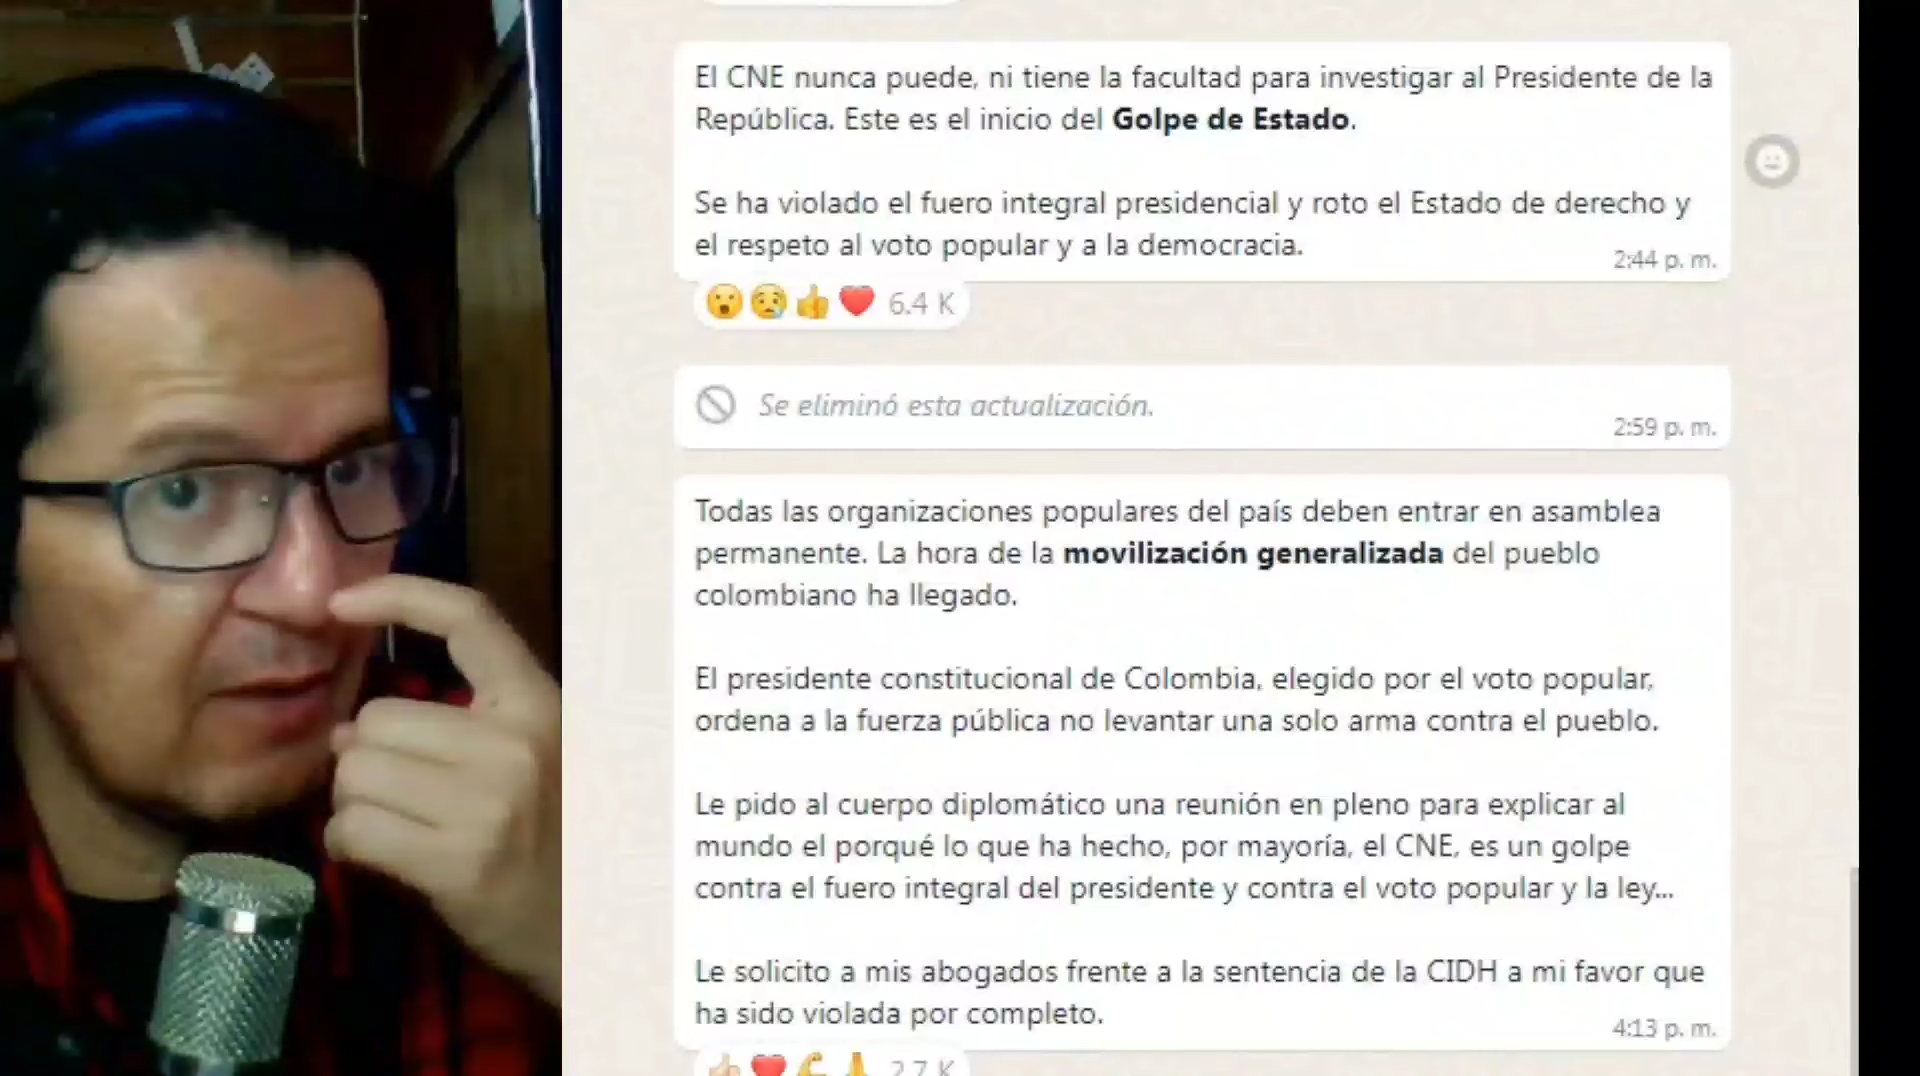 El CNE nunca puede, ni tiene la facultad para investigar al Presidente de la
República. Este es el inicio del Golpe de Estado.
Se ha violado el fuero integral presidencial y roto el Estado de derecho y
el respeto al voto popular y a la democracia.
2:44 p. m.
6.4 K
Se eliminó esta actualización.
2:59 p. m.
Todas las organizaciones populares del país deben entrar en asamblea
permanente. La hora de la movilización generalizada del pueblo
colombiano ha llegado.
El presidente constitucional de Colombia, elegido por el voto popular,
ordena a la fuerza pública no levantar una solo arma contra el pueblo.
Le pido al cuerpo diplomático una reunión en pleno para explicar al
mundo el porqué lo que ha hecho, por mayoría, el CNE, es un golpe
contra el fuero integral del presidente y contra el voto popular y la ley...
Le solicito a mis abogados frente a la sentencia de la CIDH a mi favor que
ha sido violada por completo.
4:13 p. m.
2.7 K